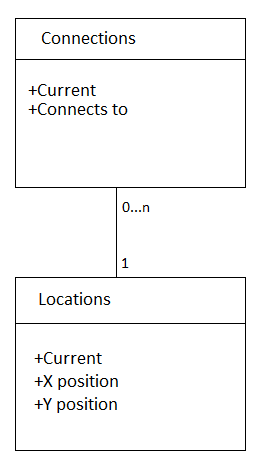 Connections
+Current
+Connects to
0...n
1
Locations
+Current
+X position
+Y position